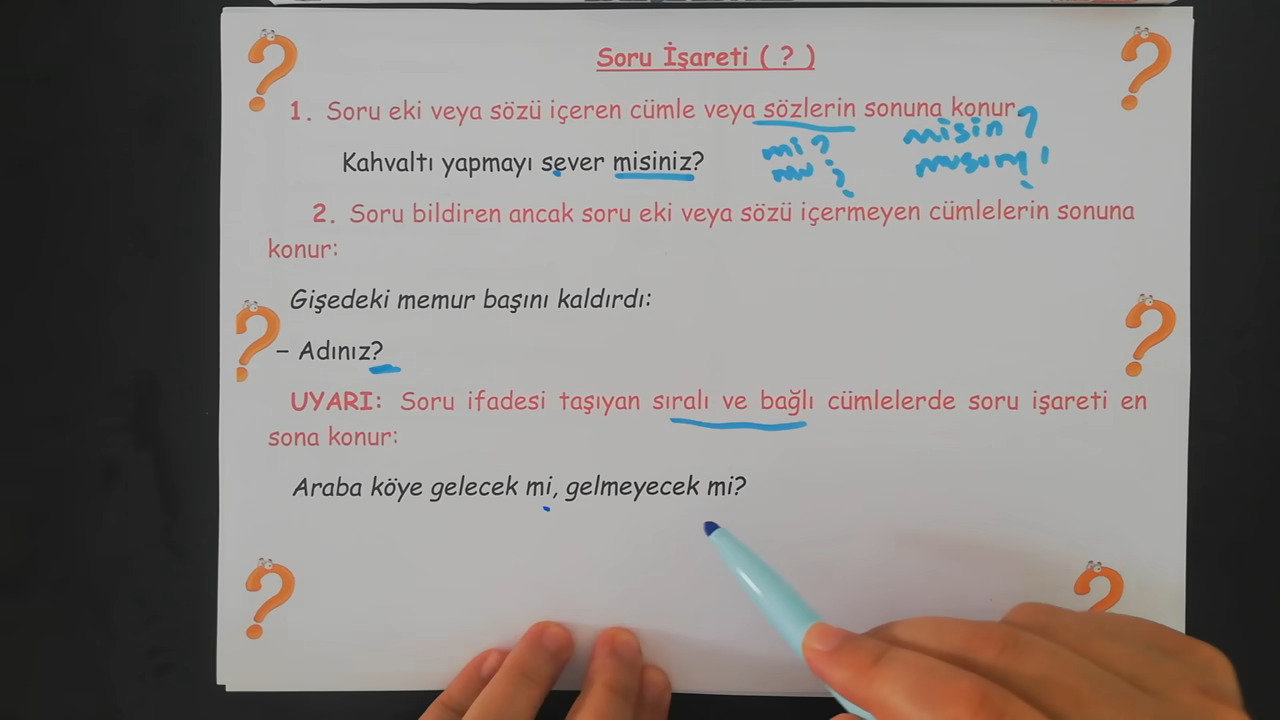 Soru İşareti ( ? )
1. Soru eki veya sözü içeren cümle veya sözlerin sonuna konur.
Kahvaltı yapmayı sever misiniz?
mi ?
mu ?
misin ?
musunuz ?
2. Soru bildiren ancak soru eki veya sözü içermeyen cümlelerin sonuna
konur:
Gişedeki memur başını kaldırdı:
– Adınız?
UYARI: Soru ifadesi taşıyan sıralı ve bağlı cümlelerde soru işareti en
sona konur:
Araba köye gelecek mi, gelmeyecek mi?